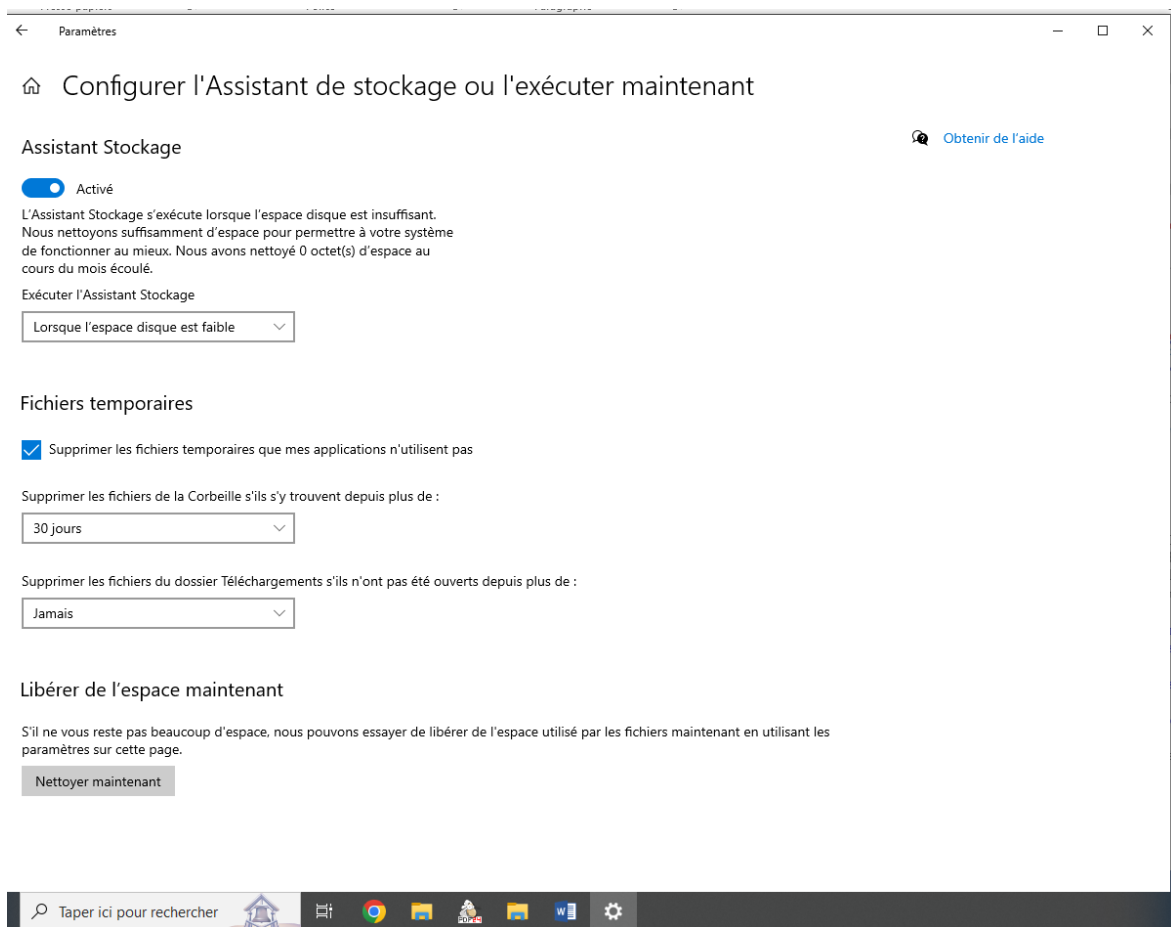 Paramètres
Configurer l'Assistant de stockage ou l'exécuter maintenant
Assistant Stockage
Obtenir de l'aide
Activé
L'Assistant Stockage s'exécute lorsque l'espace disque est insuffisant.
Nous nettoyons suffisamment d'espace pour permettre à votre système
de fonctionner au mieux. Nous avons nettoyé 0 octet(s) d'espace au
cours du mois écoulé.
Exécuter l'Assistant Stockage
Lorsque l'espace disque est faible
Fichiers temporaires
Supprimer les fichiers temporaires que mes applications n'utilisent pas
Supprimer les fichiers de la Corbeille s'ils s'y trouvent depuis plus de :
30 jours
Supprimer les fichiers du dossier Téléchargements s'ils n'ont pas été ouverts depuis plus de :
Jamais
Libérer de l'espace maintenant
S'il ne vous reste pas beaucoup d'espace, nous pouvons essayer de libérer de l'espace utilisé par les fichiers maintenant en utilisant les
paramètres sur cette page.
Nettoyer maintenant
Taper ici pour rechercher